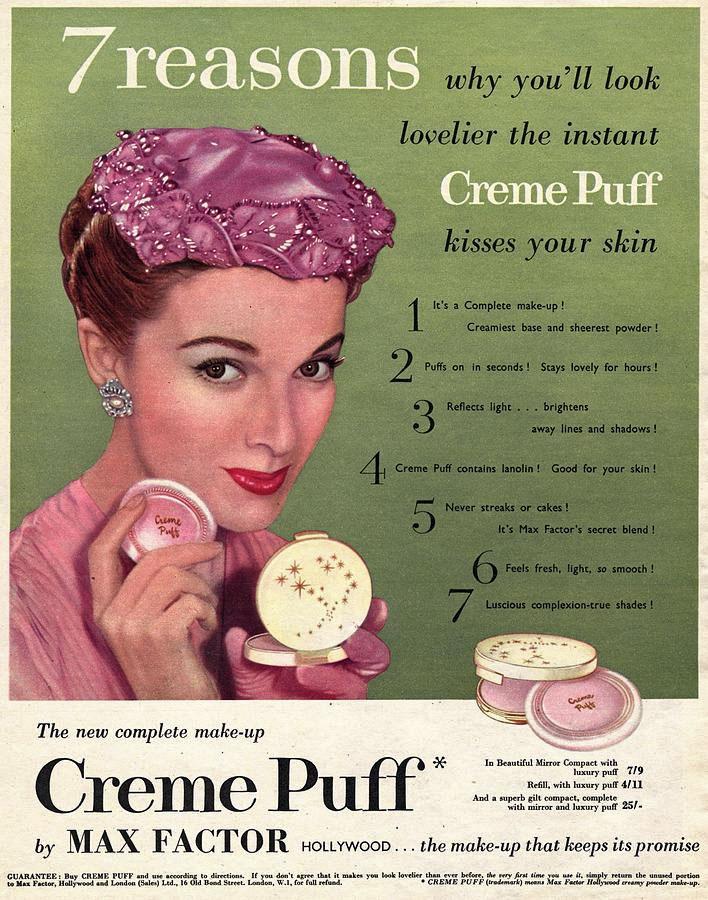 7 reasons why you'll look
lovelier the instant
Creme Puff
kisses your skin
1 It's a Complete make-up !
Creamiest base and sheerest powder !
2 Puffs on in seconds ! Stays lovely for hours !
3 Reflects light . . . brightens
away lines and shadows !
4 Creme Puff contains lanolin ! Good for your skin !
5 Never streaks or cakes !
It's Max Factor's secret blend !
6 Feels fresh, light, so smooth !
7 Luscious complexion-true shades !
Creme
Puff
Creme
Puff
The new complete make-up
Creme Puff*
by MAX FACTOR HOLLYWOOD . . . the make-up that keeps its promise
In Beautiful Mirror Compact with
luxury puff 7/9
Refill, with luxury puff 4/11
And a superb gilt compact, complete
with mirror and luxury puff 25/-
GUARANTEE : Buy CREME PUFF and use according to directions. If you don't agree that it makes you look lovelier than ever before, the very first time you use it, simply return the unused portion
to Max Factor, Hollywood and London (Sales) Ltd., 16 Old Bond Street. London, W.1, for full refund.
* CREME PUFF (trademark) means Max Factor Hollywood creamy powder make-up.